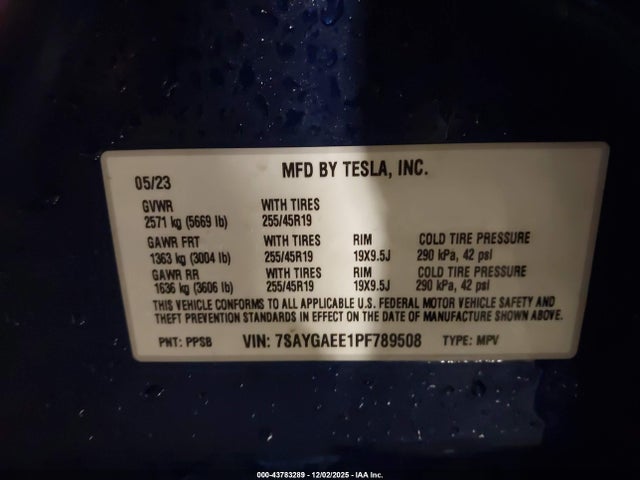 MFD BY TESLA, INC.
05/23
GVWR WITH TIRES
2571 kg (5669 lb) 255/45R19
GAWR FRT WITH TIRES RIM COLD TIRE PRESSURE
1363 kg (3004 lb) 255/45R19 19X9.5J 290 kPa, 42 psi
GAWR RR WITH TIRES RIM COLD TIRE PRESSURE
1636 kg (3606 lb) 255/45R19 19X9.5J 290 kPa, 42 psi
THIS VEHICLE CONFORMS TO ALL APPLICABLE U.S. FEDERAL MOTOR VEHICLE SAFETY AND
THEFT PREVENTION STANDARDS IN EFFECT ON THE DATE OF MANUFACTURE SHOWN ABOVE.
PNT: PPSB VIN: 7SAYGAEE1PF789508 TYPE: MPV
000-43783289 - 12/02/2025 - IAA Inc.